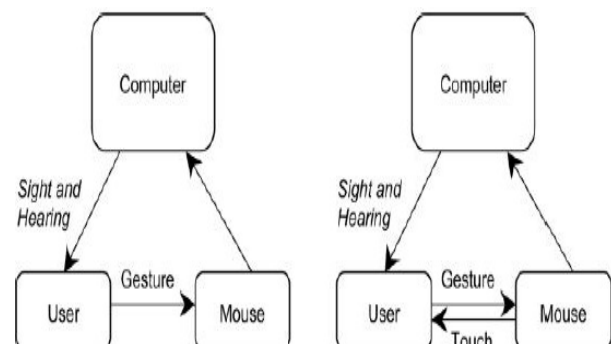 Computer
Sight and
Hearing
Gesture
User
Mouse
Computer
Sight and
Hearing
Gesture
User
Mouse
Touch